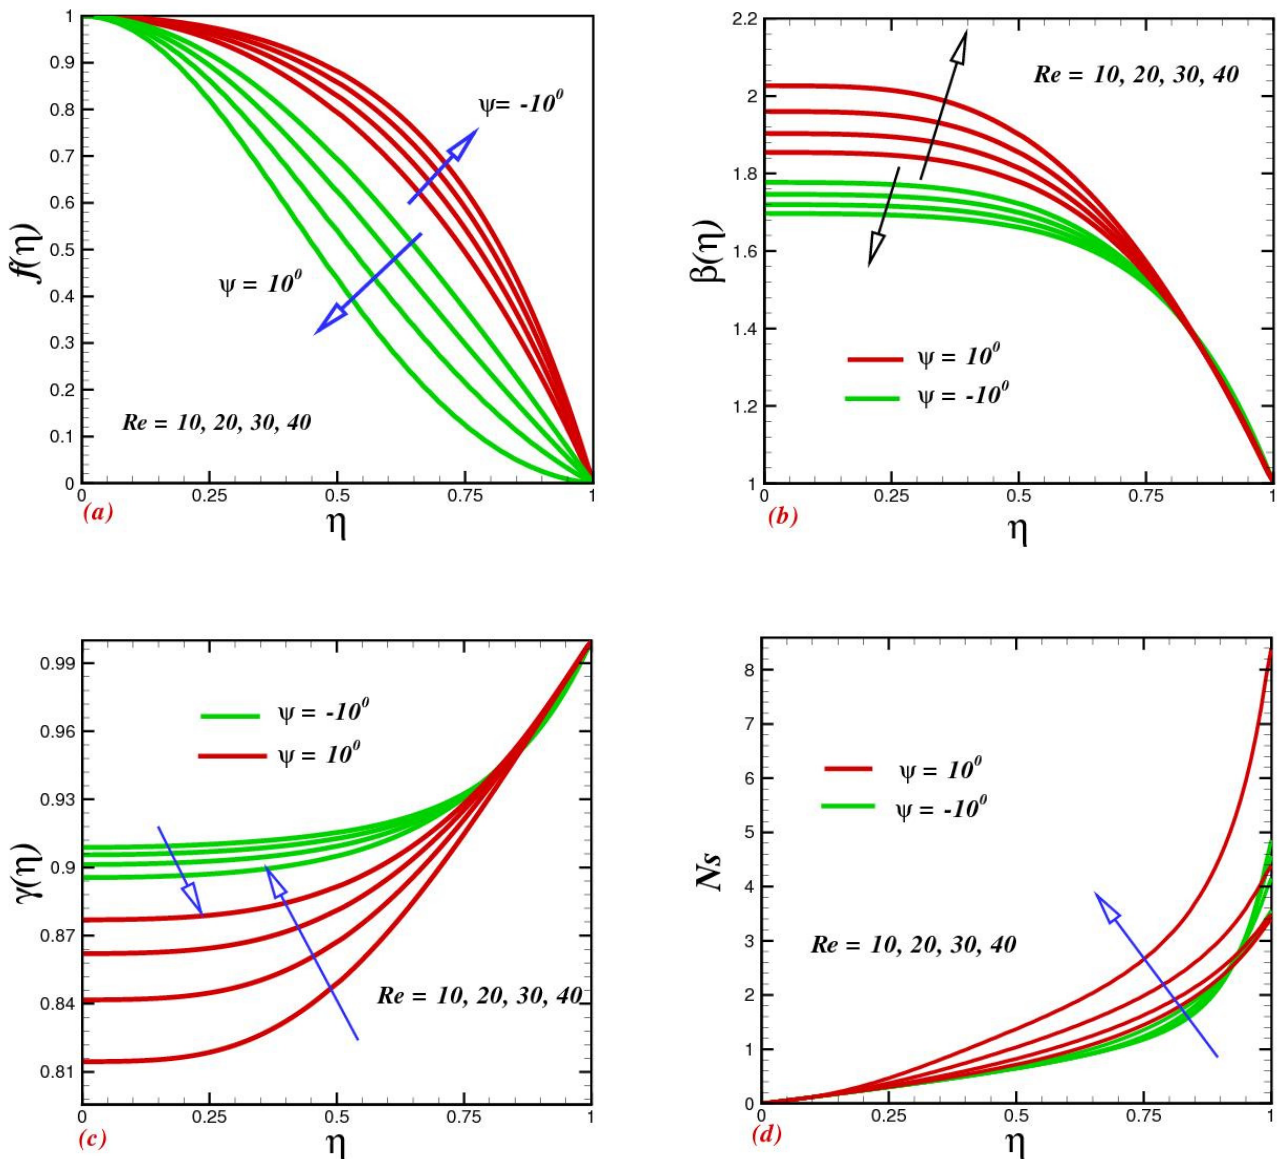 1
0.9
0.8
0.7
0.6
0.5
0.4
0.3
0.2
0.1
0
f(η)
ψ= -10⁰
ψ = 10⁰
Re = 10, 20, 30, 40
0 0.25 0.5 0.75 1
(a) η
2.2
2
1.8
1.6
1.4
1.2
1
β(η)
Re = 10, 20, 30, 40
ψ = 10⁰
ψ = -10⁰
0 0.25 0.5 0.75 1
(b) η
0.99
0.96
0.93
0.9
0.87
0.84
0.81
γ(η)
ψ = -10⁰
ψ = 10⁰
Re = 10, 20, 30, 40
0 0.25 0.5 0.75 1
(c) η
8
7
6
5
4
3
2
1
0
Ns
ψ = 10⁰
ψ = -10⁰
Re = 10, 20, 30, 40
0 0.25 0.5 0.75 1
(d) η